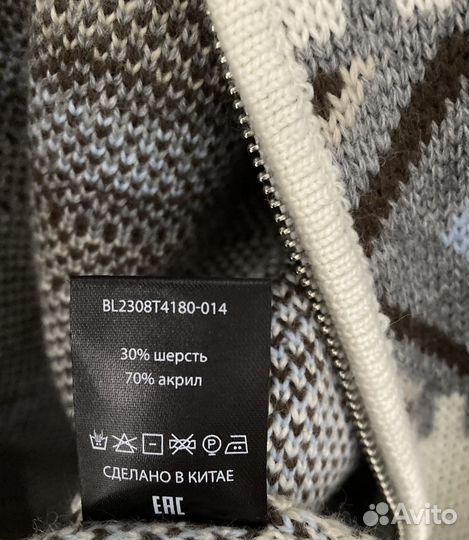 BL2308T4180-014
30% шерсть
70% акрил
СДЕЛАНО В КИТАЕ
EAC
Avito